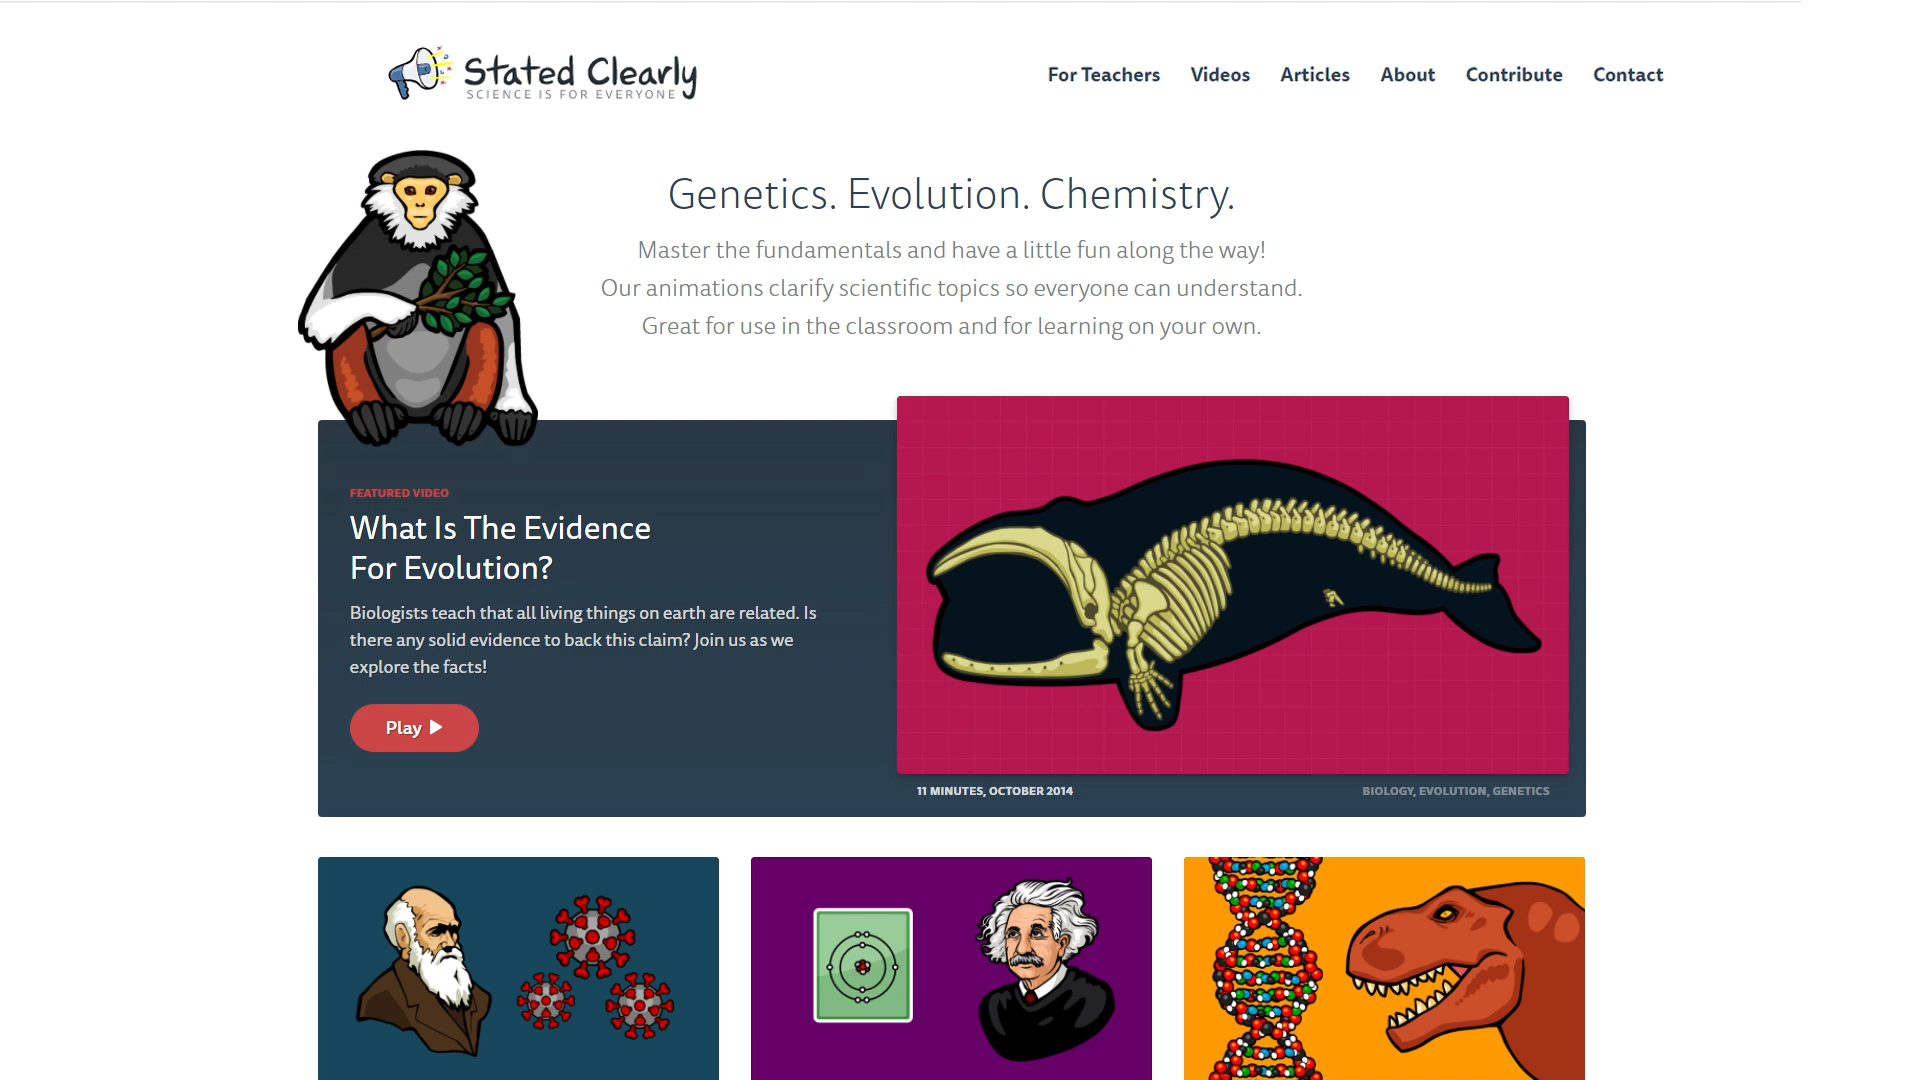 Stated Clearly
SCIENCE IS FOR EVERYONE
For Teachers Videos Articles About Contribute Contact
Genetics. Evolution. Chemistry.
Master the fundamentals and have a little fun along the way!
Our animations clarify scientific topics so everyone can understand.
Great for use in the classroom and for learning on your own.
FEATURED VIDEO
What Is The Evidence
For Evolution?
Biologists teach that all living things on earth are related. Is
there any solid evidence to back this claim? Join us as we
explore the facts!
Play
11 MINUTES, OCTOBER 2014
BIOLOGY, EVOLUTION, GENETICS